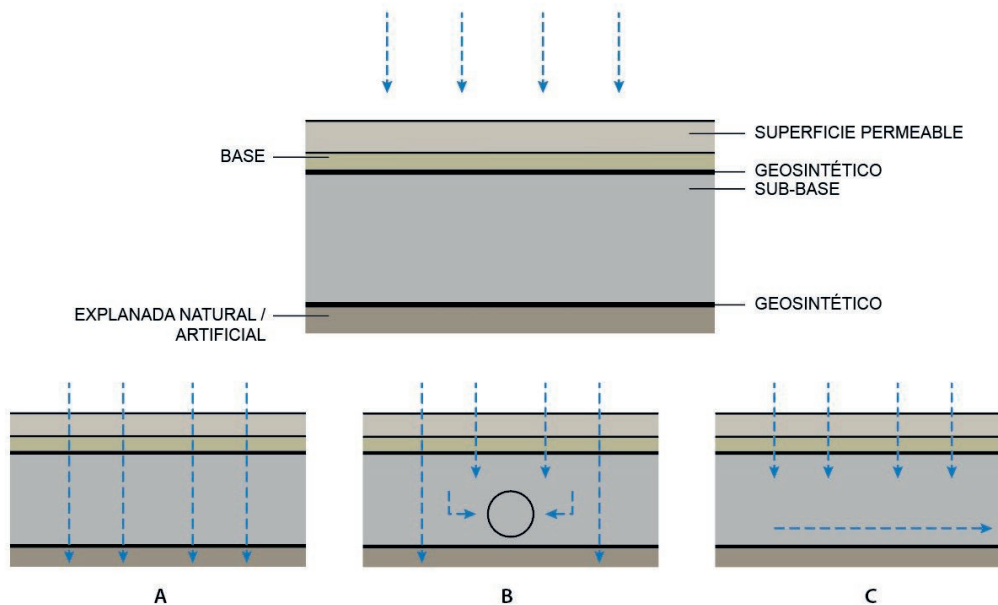 SUPERFICIE PERMEABLE
BASE
GEOSINTÉTICO
SUB-BASE
EXPLANADA NATURAL /
ARTIFICIAL
GEOSINTÉTICO
A
B
C